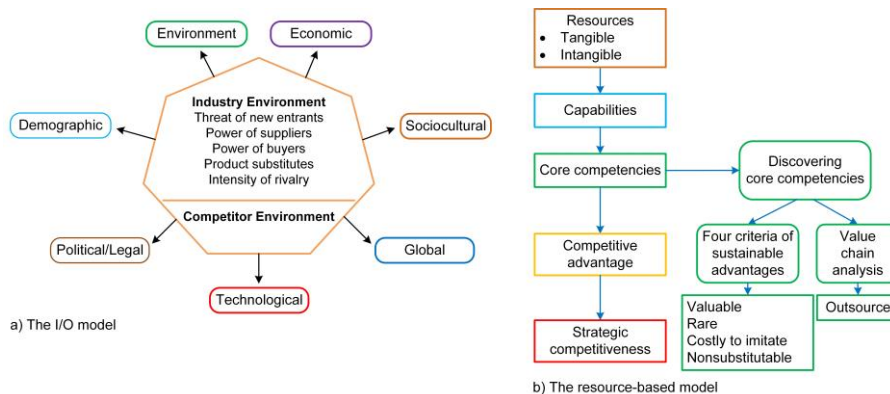 Environment
Economic
Demographic
Industry Environment
Threat of new entrants
Power of suppliers
Power of buyers
Product substitutes
Intensity of rivalry
Sociocultural
Competitor Environment
Political/Legal
Global
Technological
a) The I/O model
Resources
• Tangible
• Intangible
Capabilities
Core competencies
Discovering
core competencies
Competitive
advantage
Four criteria of
sustainable
advantages
Value
chain
analysis
Strategic
competitiveness
Valuable
Rare
Costly to imitate
Nonsubstitutable
Outsource
b) The resource-based model